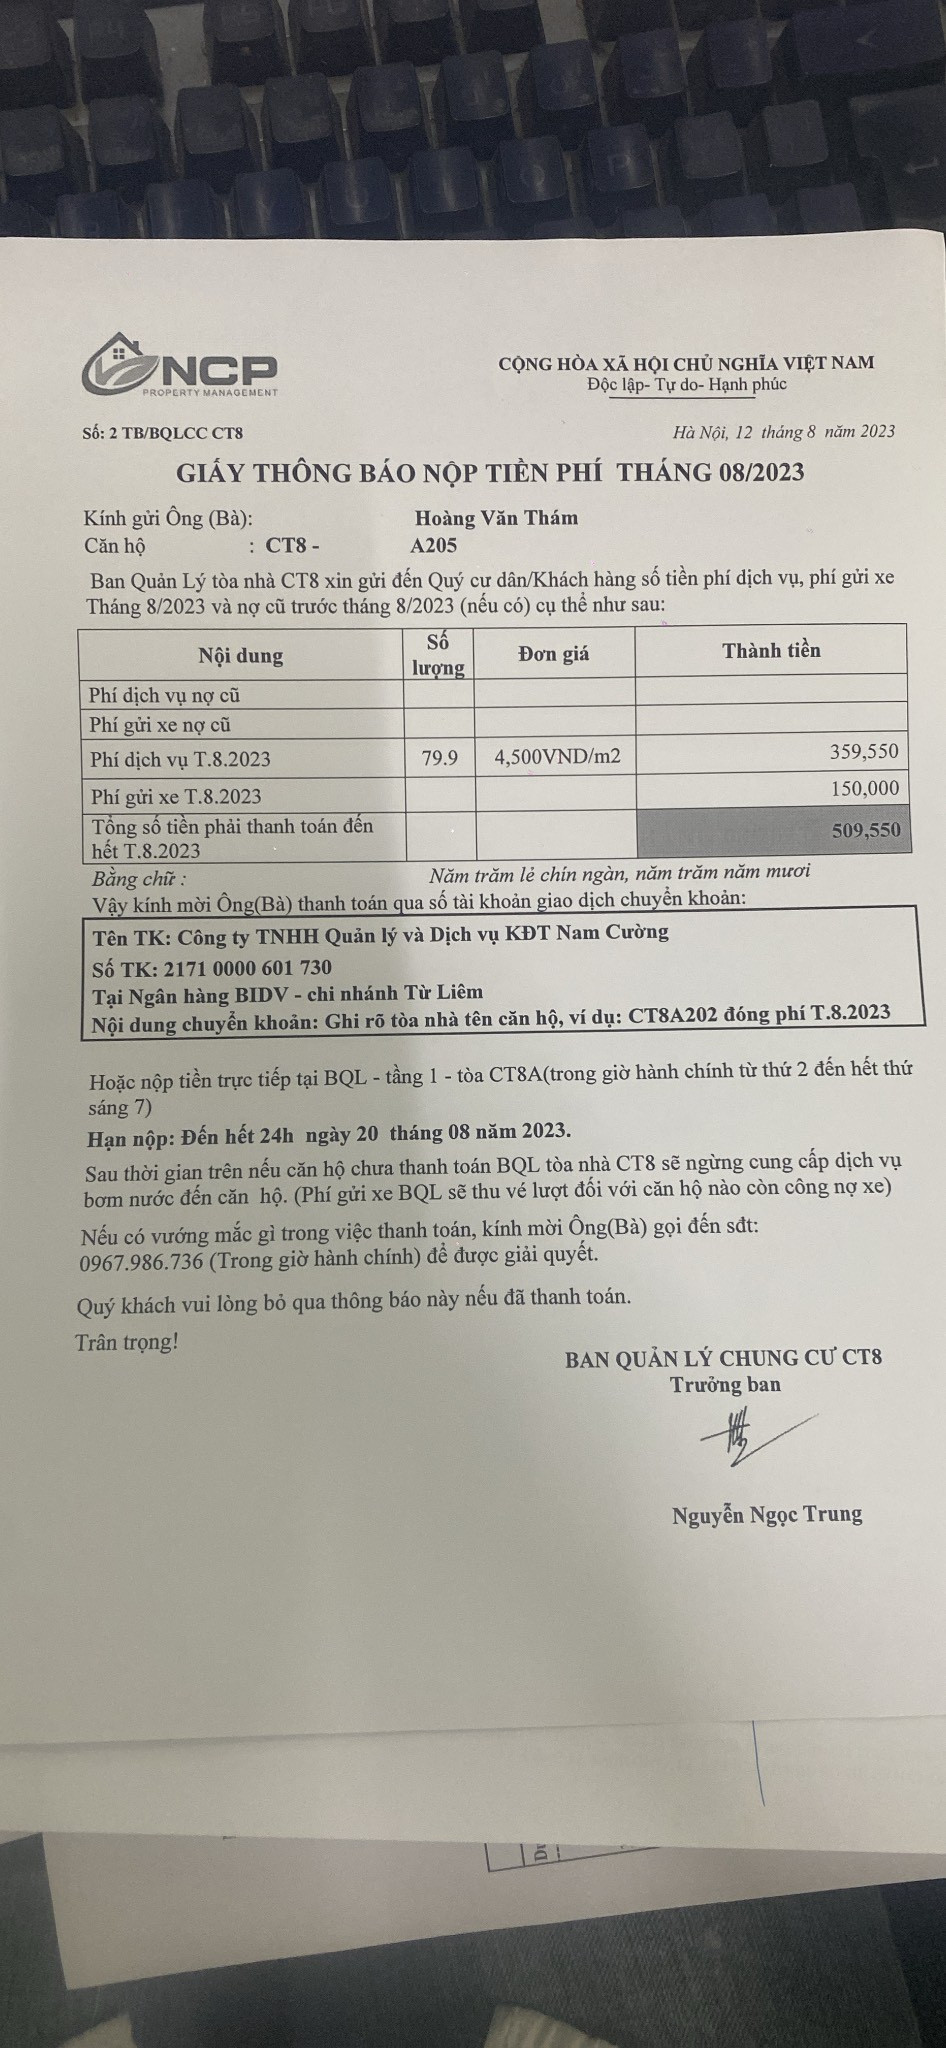 NCP
PROPERTY MANAGEMENT
CỘNG HÒA XÃ HỘI CHỦ NGHĨA VIỆT NAM
Độc lập- Tự do- Hạnh phúc
Số: 2 TB/BQLCC CT8
Hà Nội, 12 tháng 8 năm 2023
GIẤY THÔNG BÁO NỘP TIỀN PHÍ THÁNG 08/2023
Kính gửi Ông (Bà): Hoàng Văn Thám
Căn hộ : CT8 - A205
Ban Quản Lý tòa nhà CT8 xin gửi đến Quý cư dân/Khách hàng số tiền phí dịch vụ, phí gửi xe
Tháng 8/2023 và nợ cũ trước tháng 8/2023 (nếu có) cụ thể như sau:
Nội dung Số lượng Đơn giá Thành tiền
Phí dịch vụ nợ cũ
Phí gửi xe nợ cũ
Phí dịch vụ T.8.2023 79.9 4,500VND/m2 359,550
Phí gửi xe T.8.2023 150,000
Tổng số tiền phải thanh toán đến
hết T.8.2023 509,550
Bằng chữ : Năm trăm lẻ chín ngàn, năm trăm năm mươi
Vậy kính mời Ông(Bà) thanh toán qua số tài khoản giao dịch chuyển khoản:
Tên TK: Công ty TNHH Quản lý và Dịch vụ KĐT Nam Cường
Số TK: 2171 0000 601 730
Tại Ngân hàng BIDV - chi nhánh Từ Liêm
Nội dung chuyển khoản: Ghi rõ tòa nhà tên căn hộ, ví dụ: CT8A202 đóng phí T.8.2023
Hoặc nộp tiền trực tiếp tại BQL - tầng 1 - tòa CT8A(trong giờ hành chính từ thứ 2 đến hết thứ
sáng 7)
Hạn nộp: Đến hết 24h ngày 20 tháng 08 năm 2023.
Sau thời gian trên nếu căn hộ chưa thanh toán BQL tòa nhà CT8 sẽ ngừng cung cấp dịch vụ
bơm nước đến căn hộ. (Phí gửi xe BQL sẽ thu vé lượt đối với căn hộ nào còn công nợ xe)
Nếu có vướng mắc gì trong việc thanh toán, kính mời Ông(Bà) gọi đến sđt:
0967.986.736 (Trong giờ hành chính) để được giải quyết.
Quý khách vui lòng bỏ qua thông báo này nếu đã thanh toán.
Trân trọng!
BAN QUẢN LÝ CHUNG CƯ CT8
Trưởng ban
Nguyễn Ngọc Trung